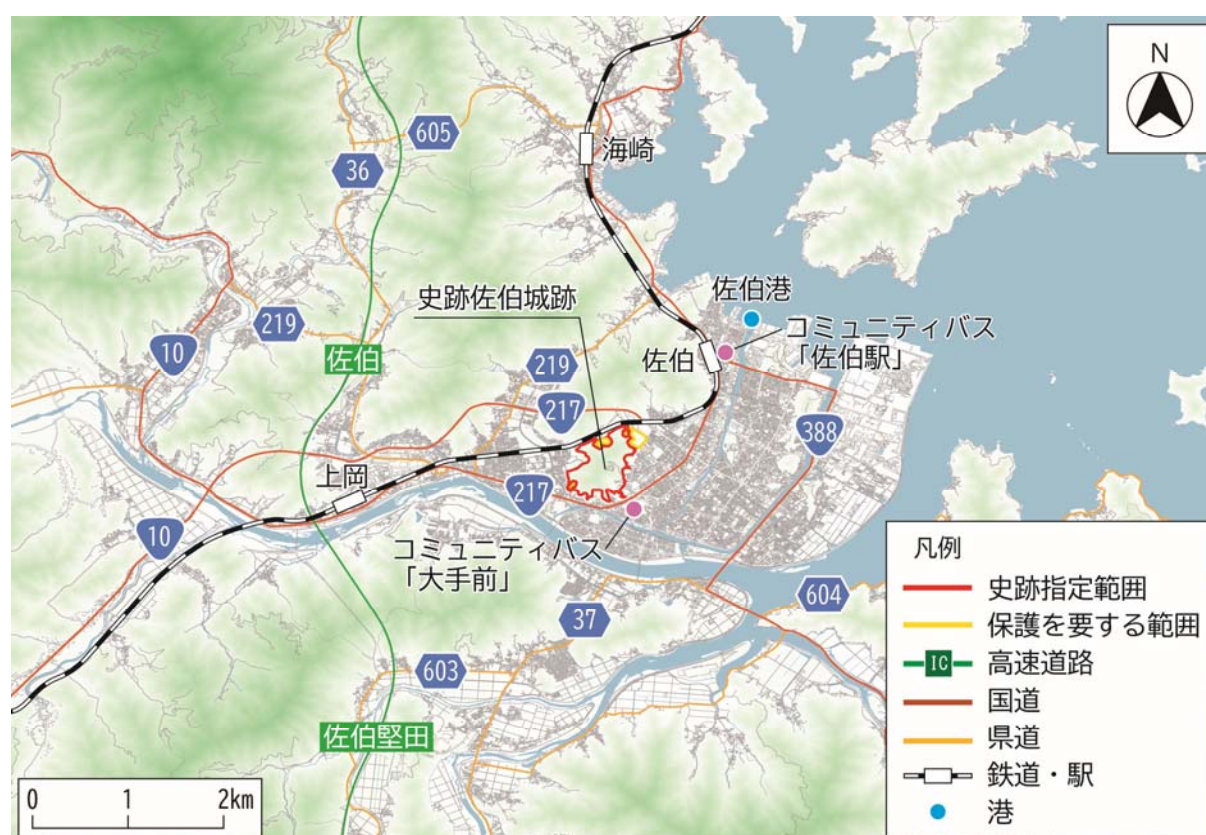 N
605
海崎
36
佐伯港
史跡佐伯城跡
コミュニティバス
「佐伯駅」
219
10
佐伯
佐伯
219
217
388
上岡
217
10
コミュニティバス
「大手前」
604
37
603
佐伯堅田
0 1 2km
凡例
史跡指定範囲
保護を要する範囲
IC 高速道路
国道
県道
鉄道・駅
港